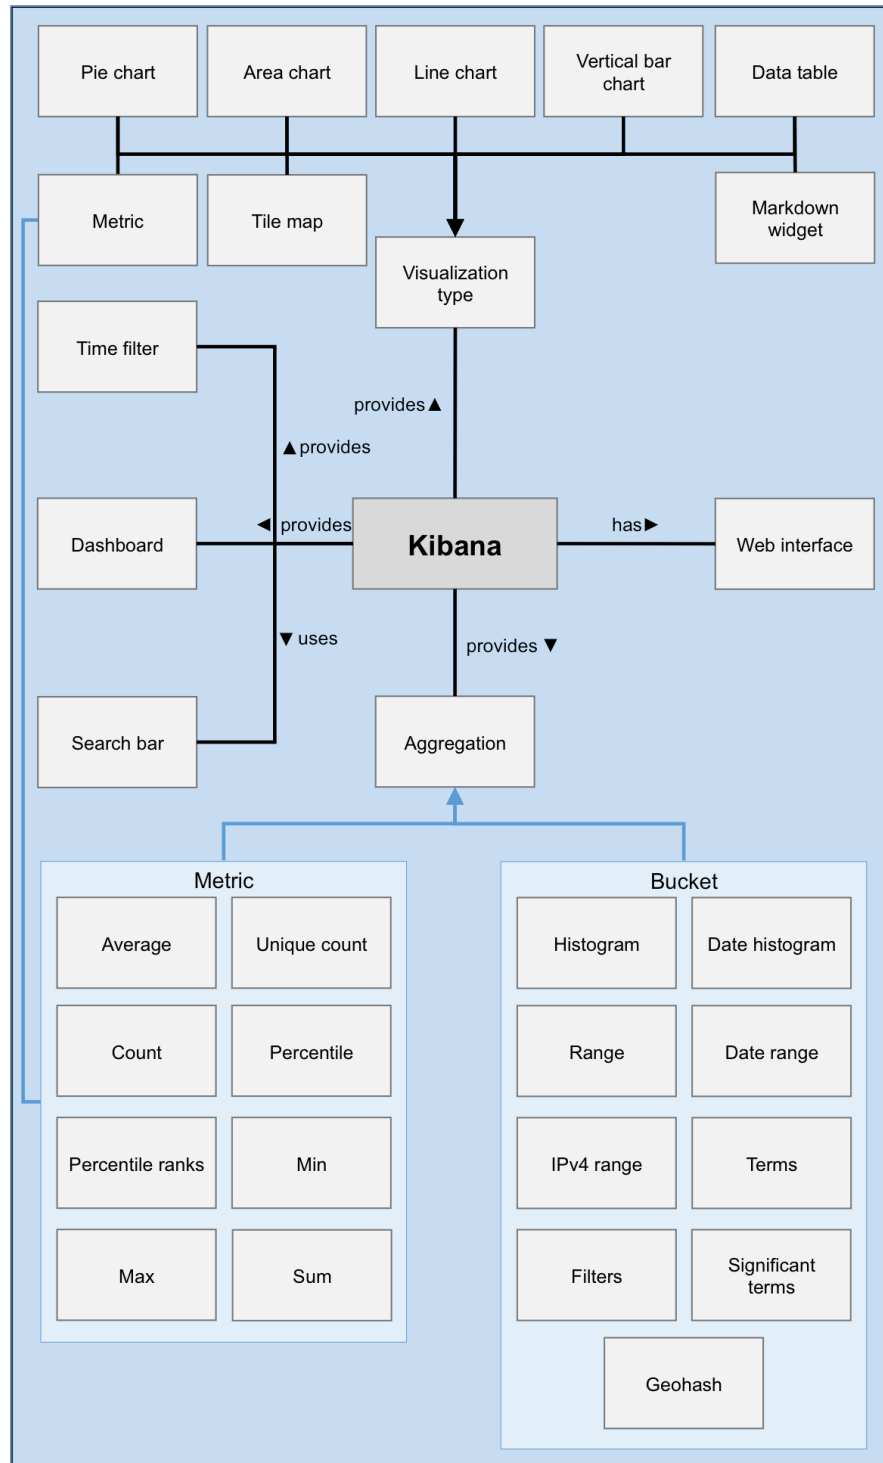 Pie chart
Area chart
Line chart
Vertical bar
chart
Data table
Metric
Tile map
Markdown
widget
Visualization
type
Time filter
provides▲
▲provides
Dashboard
◄ provides
Kibana
has►
Web interface
▼uses
provides ▼
Search bar
Aggregation
Metric
Average
Unique count
Count
Percentile
Percentile ranks
Min
Max
Sum
Bucket
Histogram
Date histogram
Range
Date range
IPv4 range
Terms
Filters
Significant
terms
Geohash